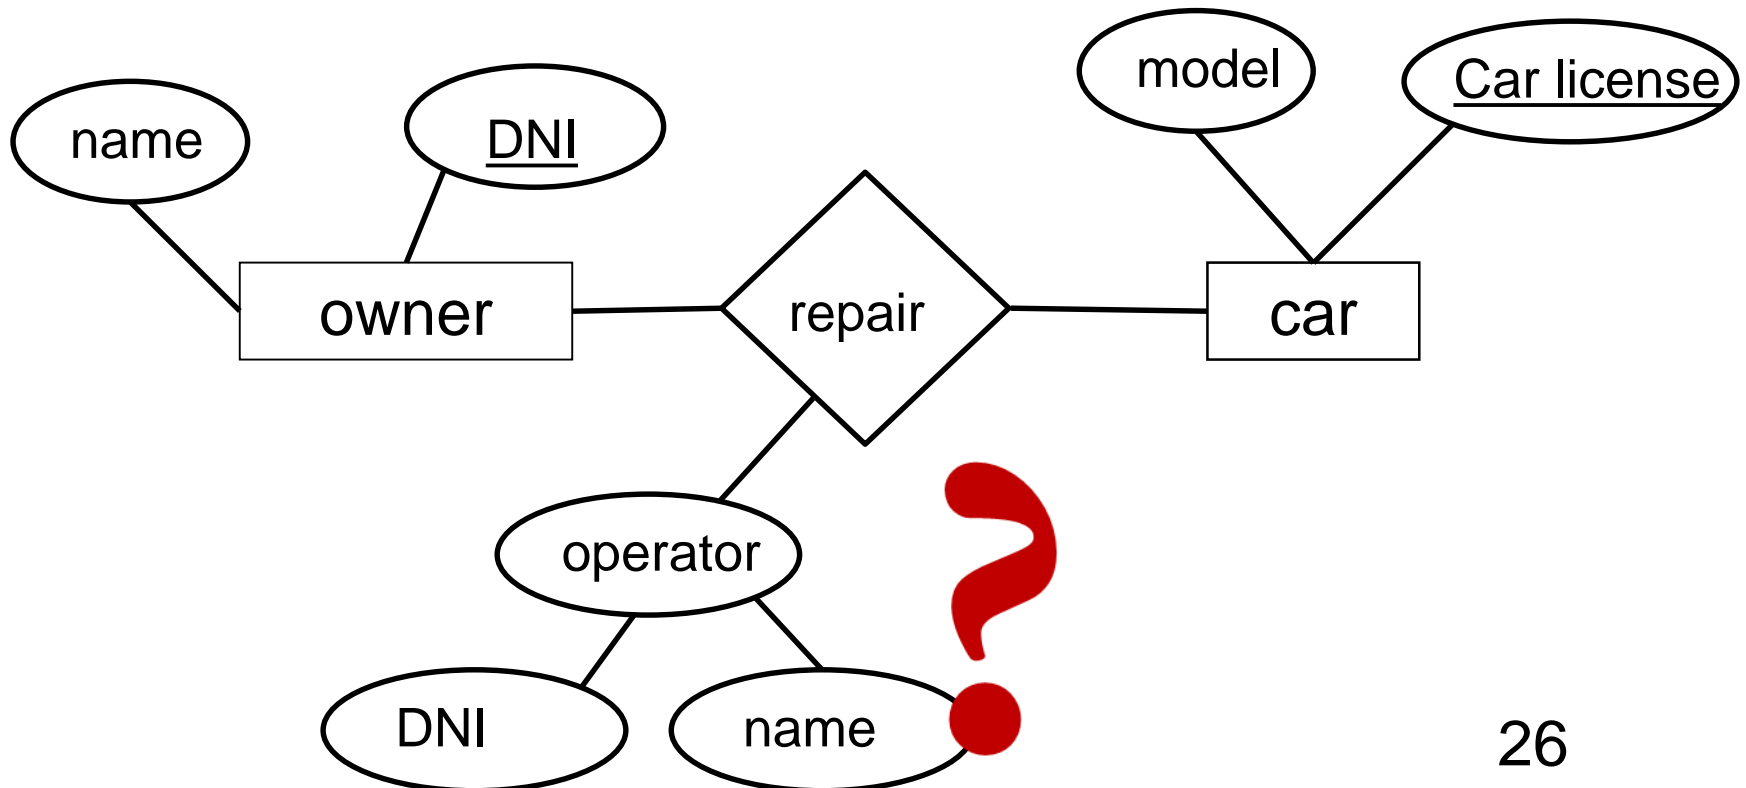 name
DNI
model
Car license
owner
repair
car
operator
DNI
name
?
26